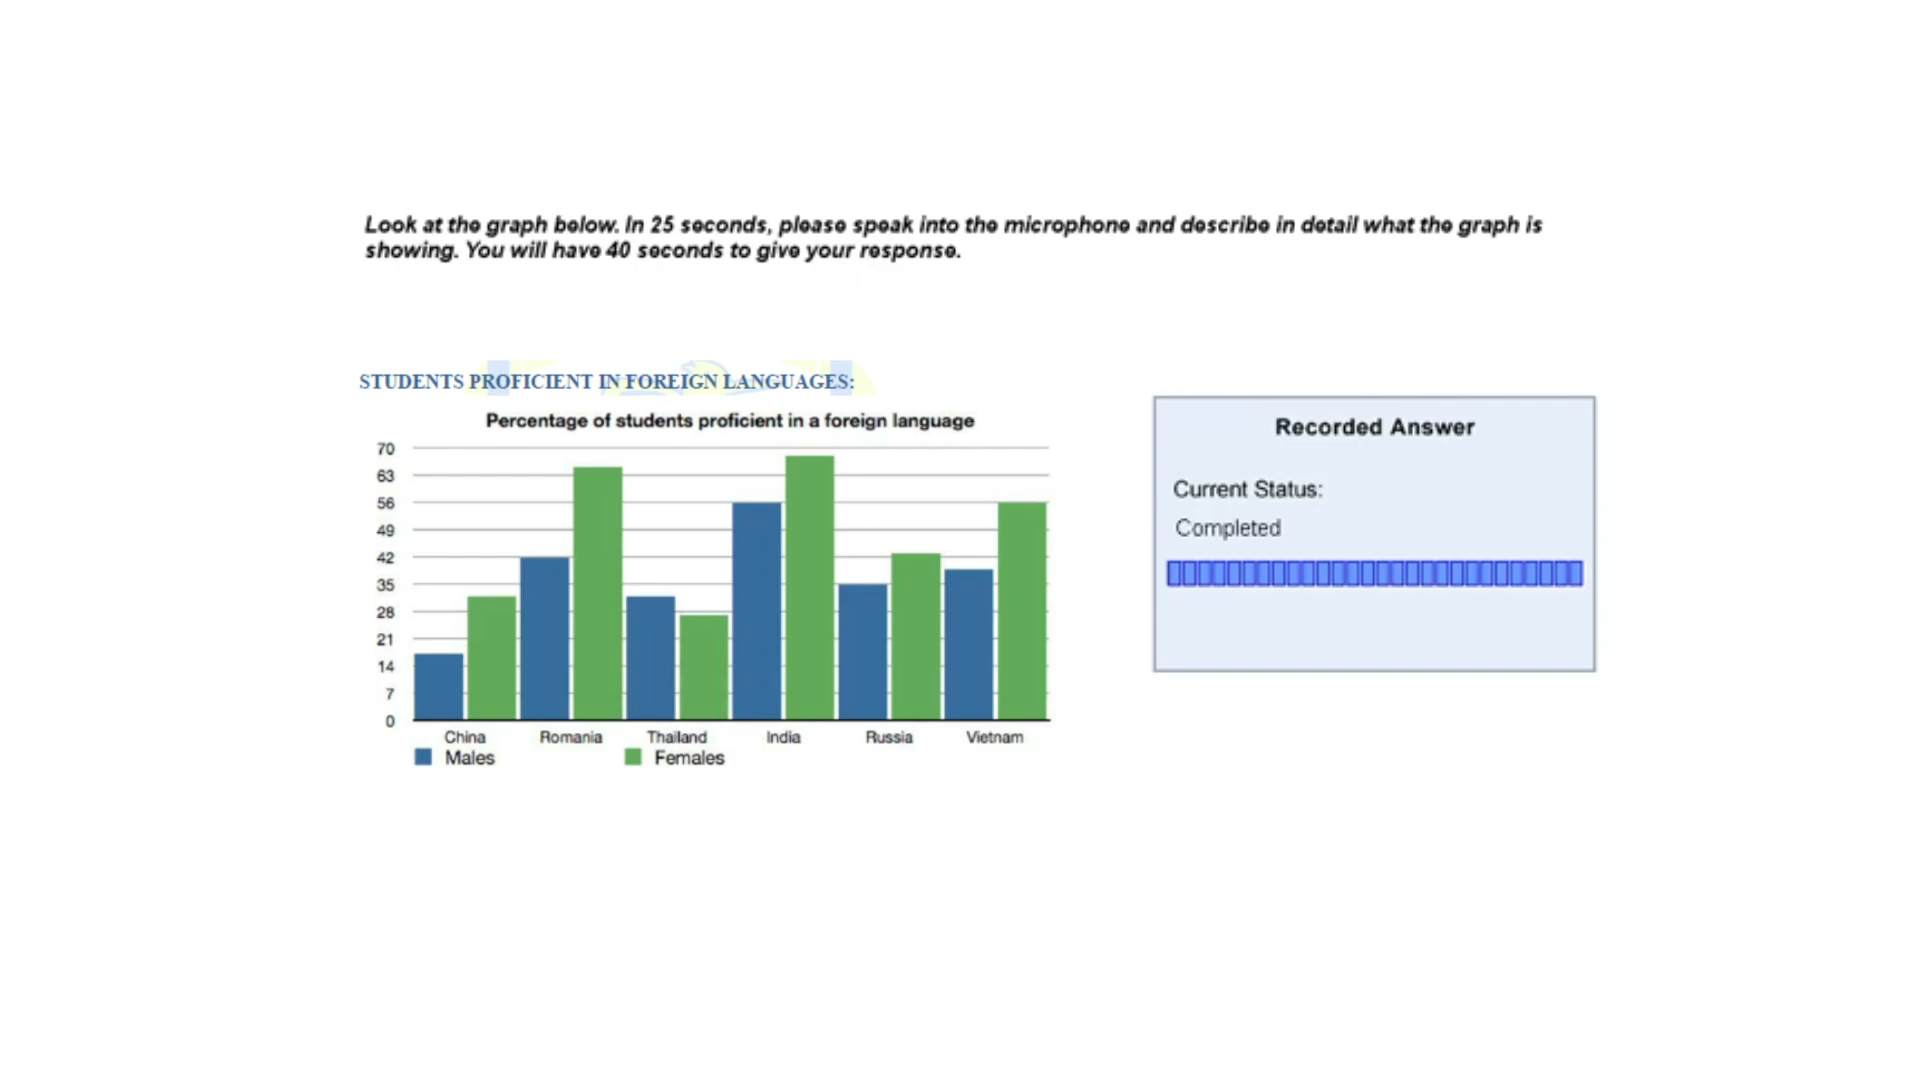 Look at the graph below. In 25 seconds, please speak into the microphone and describe in detail what the graph is
showing. You will have 40 seconds to give your response.
STUDENTS PROFICIENT IN FOREIGN LANGUAGES:
Percentage of students proficient in a foreign language
70
63
56
49
42
35
28
21
14
7
0
China Romania Thailand India Russia Vietnam
Males Females
Recorded Answer
Current Status:
Completed